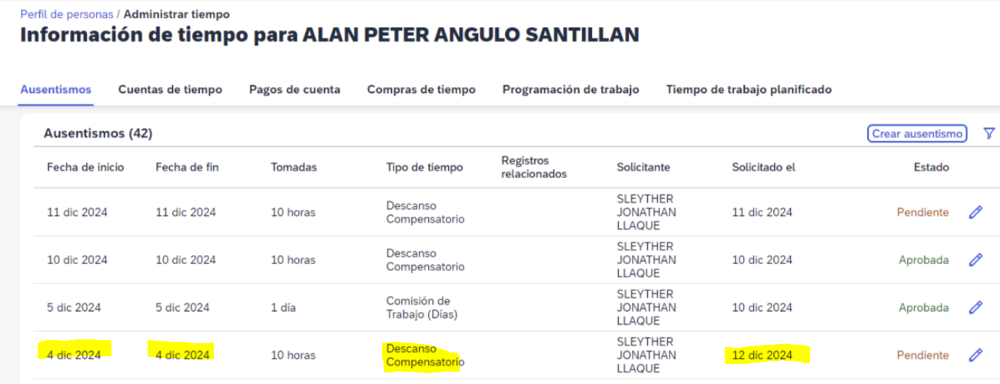 Perfil de personas / Administrar tiempo
Información de tiempo para ALAN PETER ANGULO SANTILLAN
Ausentismos Cuentas de tiempo Pagos de cuenta Compras de tiempo Programación de trabajo Tiempo de trabajo planificado
Ausentismos (42) Crear ausentismo
Fecha de inicio Fecha de fin Tomadas Tipo de tiempo Registros relacionados Solicitante Solicitado el Estado
11 dic 2024 11 dic 2024 10 horas Descanso Compensatorio SLEYTHER JONATHAN LLAQUE 11 dic 2024 Pendiente
10 dic 2024 10 dic 2024 10 horas Descanso Compensatorio SLEYTHER JONATHAN LLAQUE 10 dic 2024 Aprobada
5 dic 2024 5 dic 2024 1 día Comisión de Trabajo (Días) SLEYTHER JONATHAN LLAQUE 10 dic 2024 Aprobada
4 dic 2024 4 dic 2024 10 horas Descanso Compensatorio SLEYTHER JONATHAN LLAQUE 12 dic 2024 Pendiente